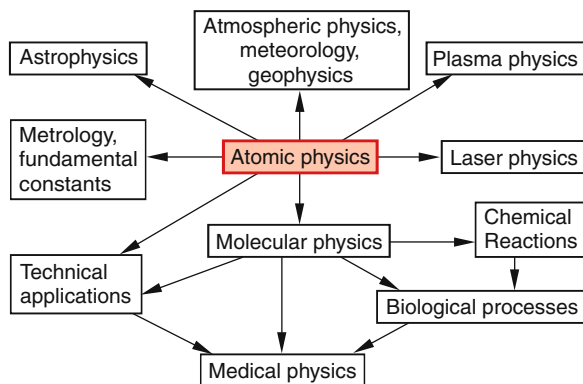 Atmospheric physics,
meteorology,
geophysics
Astrophysics
Plasma physics
Metrology,
fundamental
constants
Atomic physics
Laser physics
Molecular physics
Chemical
Reactions
Technical
applications
Biological processes
Medical physics